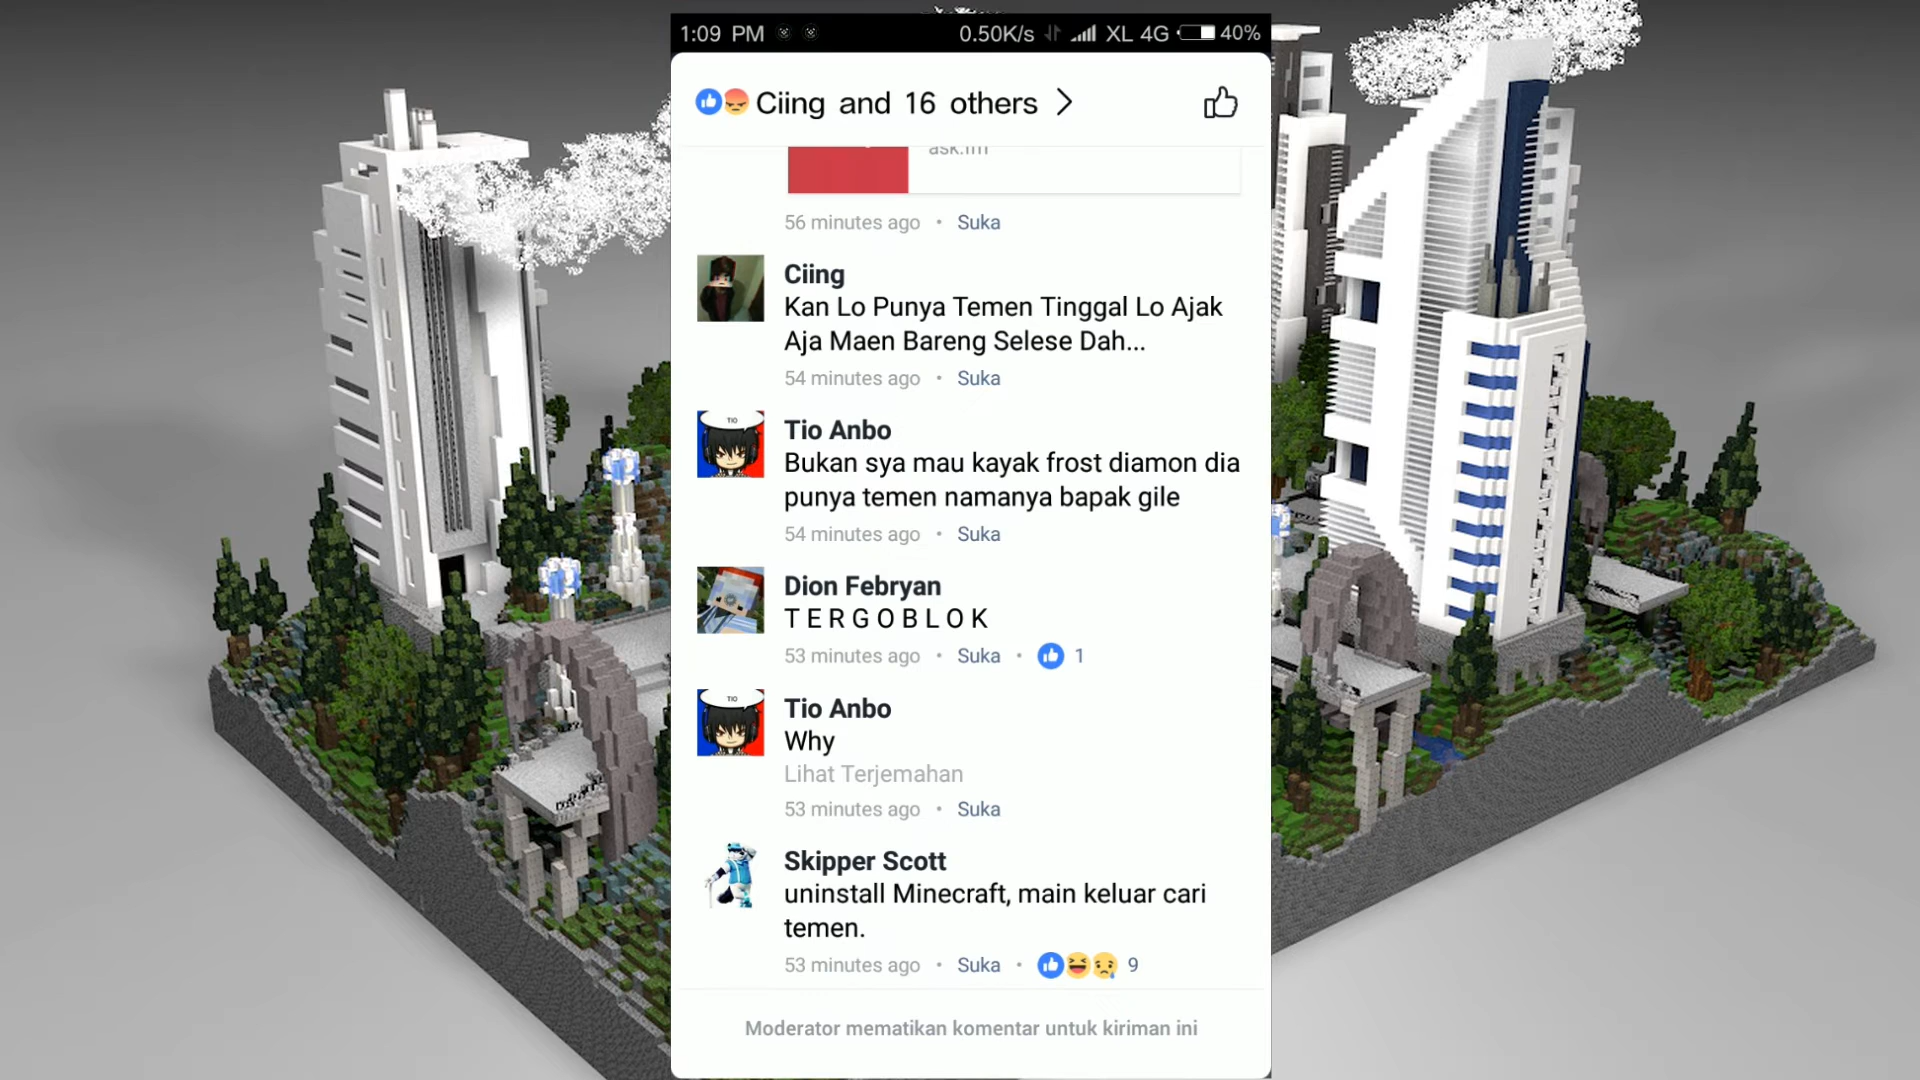 1:09 PM 0.50K/s XL 4G 40%
Ciing and 16 others
ask.fm
56 minutes ago • Suka
Ciing
Kan Lo Punya Temen Tinggal Lo Ajak
Aja Maen Bareng Selese Dah...
54 minutes ago • Suka
TIO
Tio Anbo
Bukan sya mau kayak frost diamon dia
punya temen namanya bapak gile
54 minutes ago • Suka
Dion Febryan
T E R G O B L O K
53 minutes ago • Suka • 1
TIO
Tio Anbo
Why
Lihat Terjemahan
53 minutes ago • Suka
Skipper Scott
uninstall Minecraft, main keluar cari
temen.
53 minutes ago • Suka • 9
Moderator mematikan komentar untuk kiriman ini